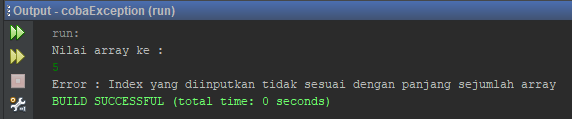 Output - cobaException (run)
run:
Nilai array ke :
5
Error : Index yang diinputkan tidak sesuai dengan panjang sejumlah array
BUILD SUCCESSFUL (total time: 0 seconds)